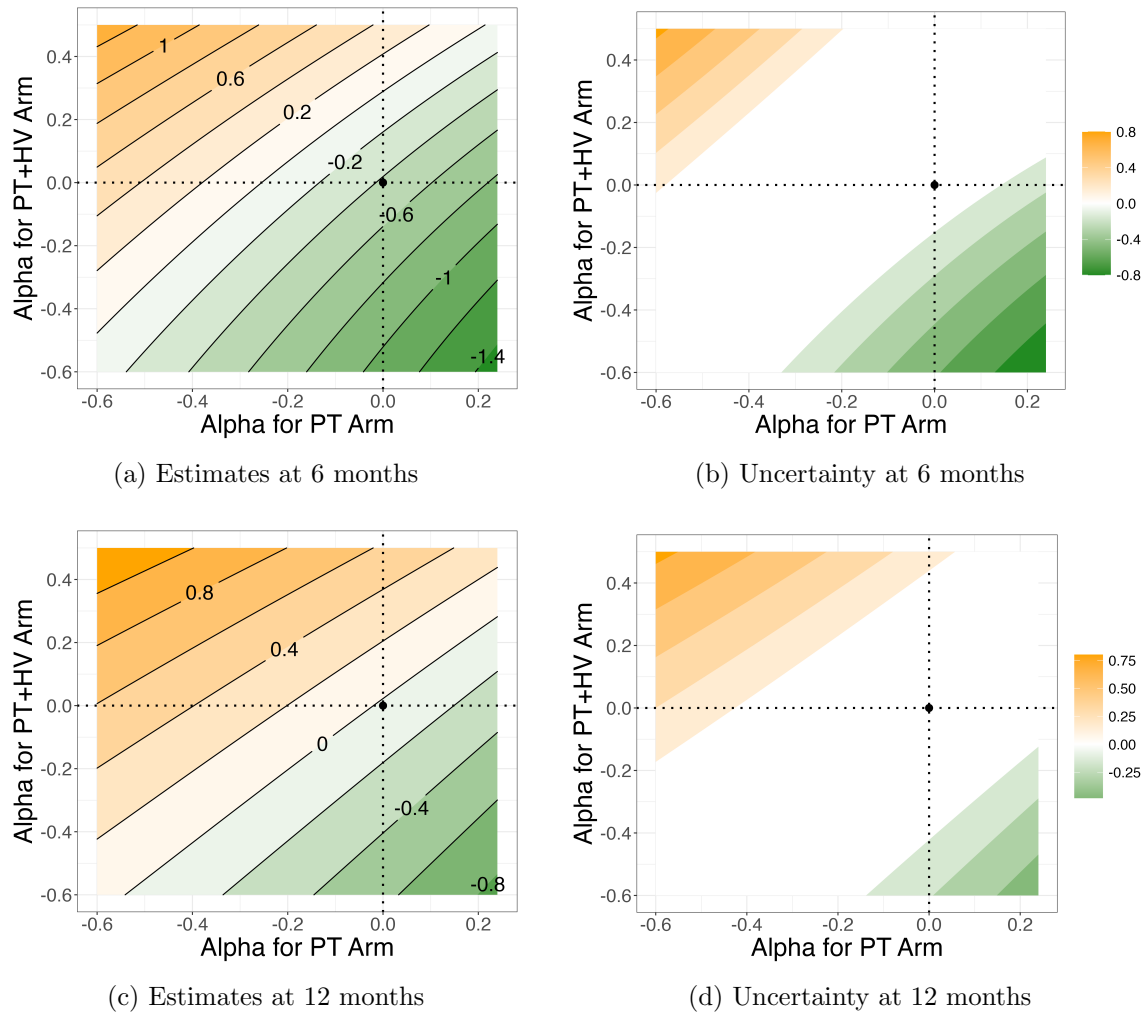 Alpha for PT+HV Arm
0.4
0.2
0.0
-0.2
-0.4
-0.6
1
0.6
0.2
-0.2
-0.6
-1
-1.4
-0.6 -0.4 -0.2 0.0 0.2
Alpha for PT Arm
(a) Estimates at 6 months
Alpha for PT+HV Arm
0.4
0.2
0.0
-0.2
-0.4
-0.6
-0.6 -0.4 -0.2 0.0 0.2
Alpha for PT Arm
0.8
0.4
0.0
-0.4
-0.8
(b) Uncertainty at 6 months
Alpha for PT+HV Arm
0.4
0.2
0.0
-0.2
-0.4
-0.6
0.8
0.4
0
-0.4
-0.8
-0.6 -0.4 -0.2 0.0 0.2
Alpha for PT Arm
(c) Estimates at 12 months
Alpha for PT+HV Arm
0.4
0.2
0.0
-0.2
-0.4
-0.6
-0.6 -0.4 -0.2 0.0 0.2
Alpha for PT Arm
0.75
0.50
0.25
0.00
-0.25
(d) Uncertainty at 12 months